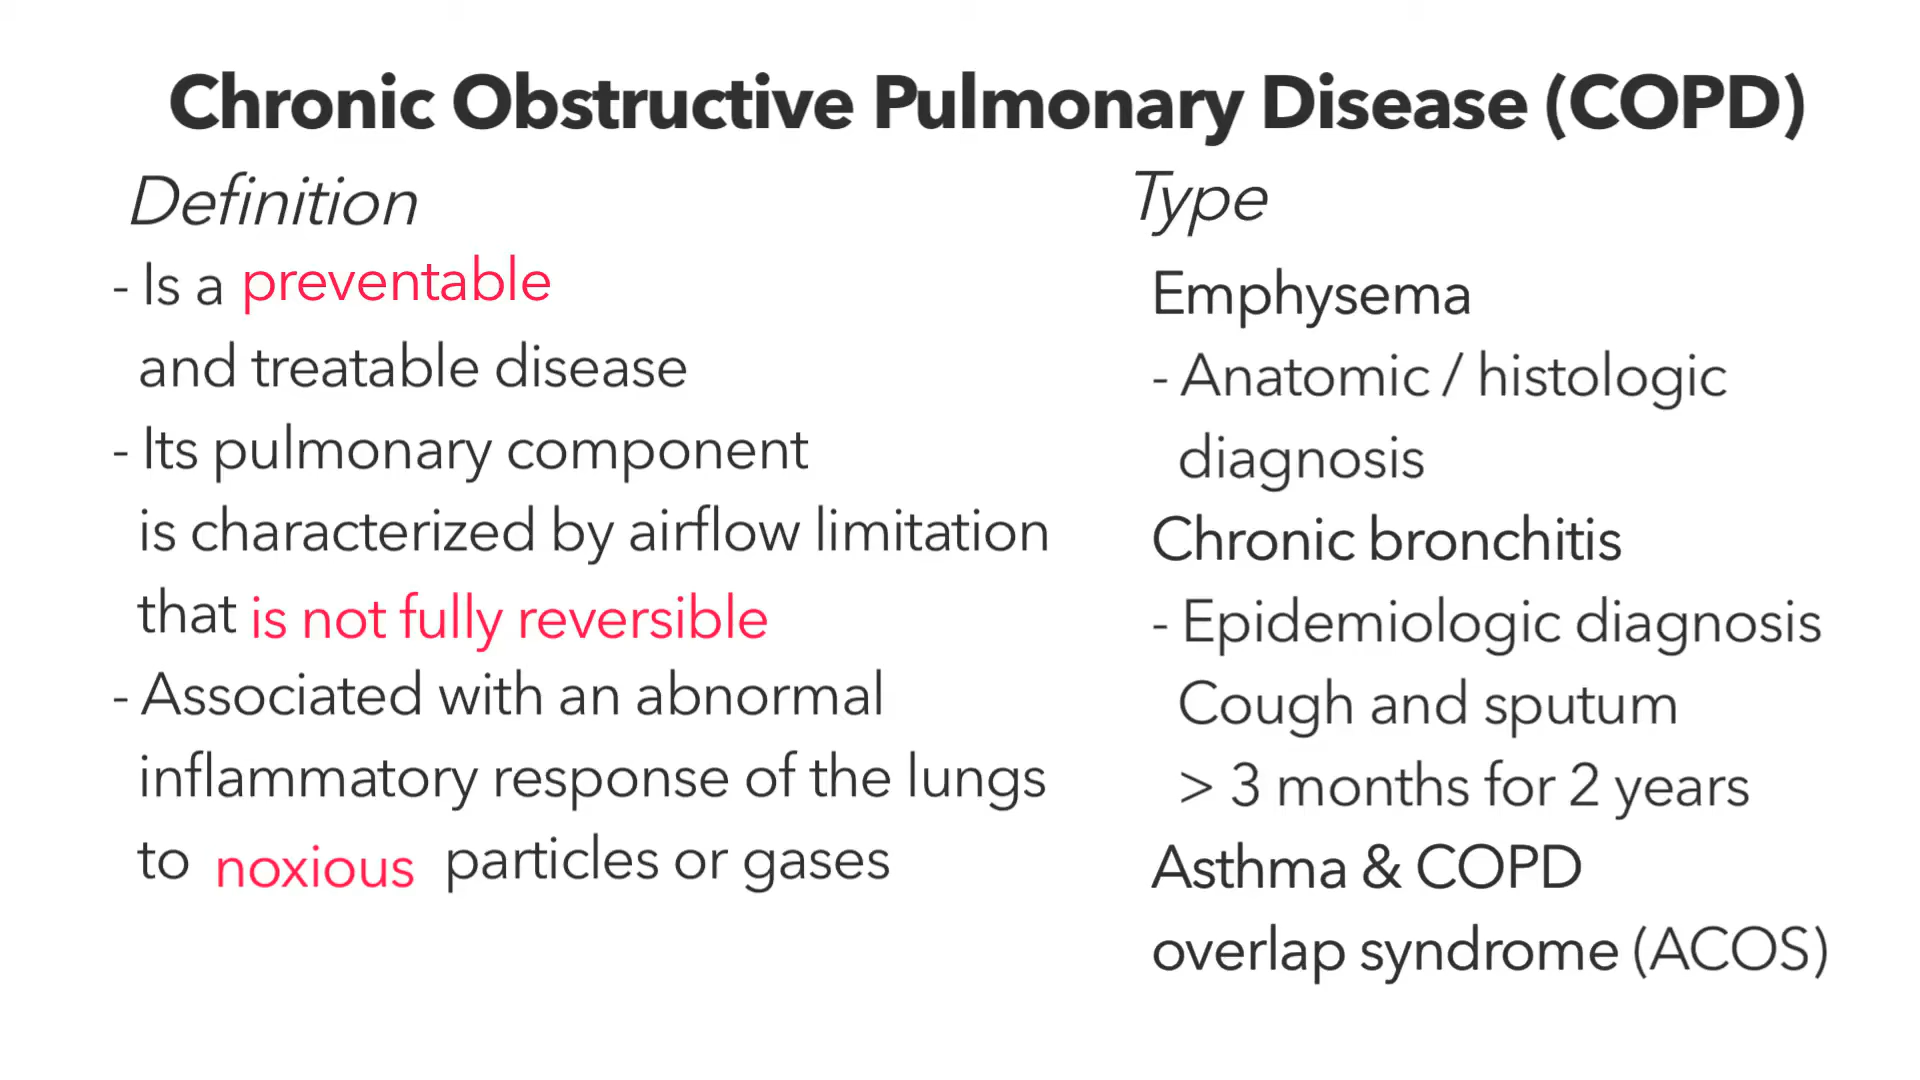 Chronic Obstructive Pulmonary Disease (COPD)
Definition
- Is a preventable
and treatable disease
- Its pulmonary component
is characterized by airflow limitation
that is not fully reversible
- Associated with an abnormal
inflammatory response of the lungs
to noxious particles or gases
Type
Emphysema
- Anatomic / histologic
diagnosis
Chronic bronchitis
- Epidemiologic diagnosis
Cough and sputum
> 3 months for 2 years
Asthma & COPD
overlap syndrome (ACOS)